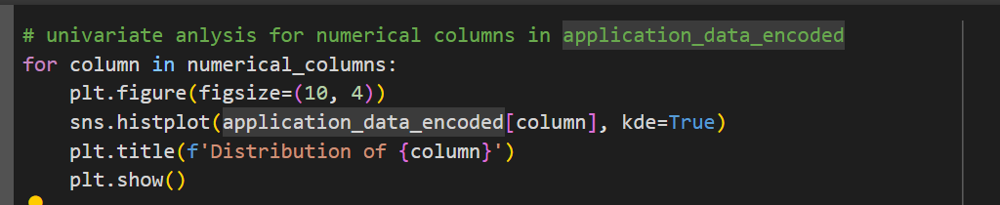 # univariate anlysis for numerical columns in application_data_encoded
for column in numerical_columns:
    plt.figure(figsize=(10, 4))
    sns.histplot(application_data_encoded[column], kde=True)
    plt.title(f'Distribution of {column}')
    plt.show()